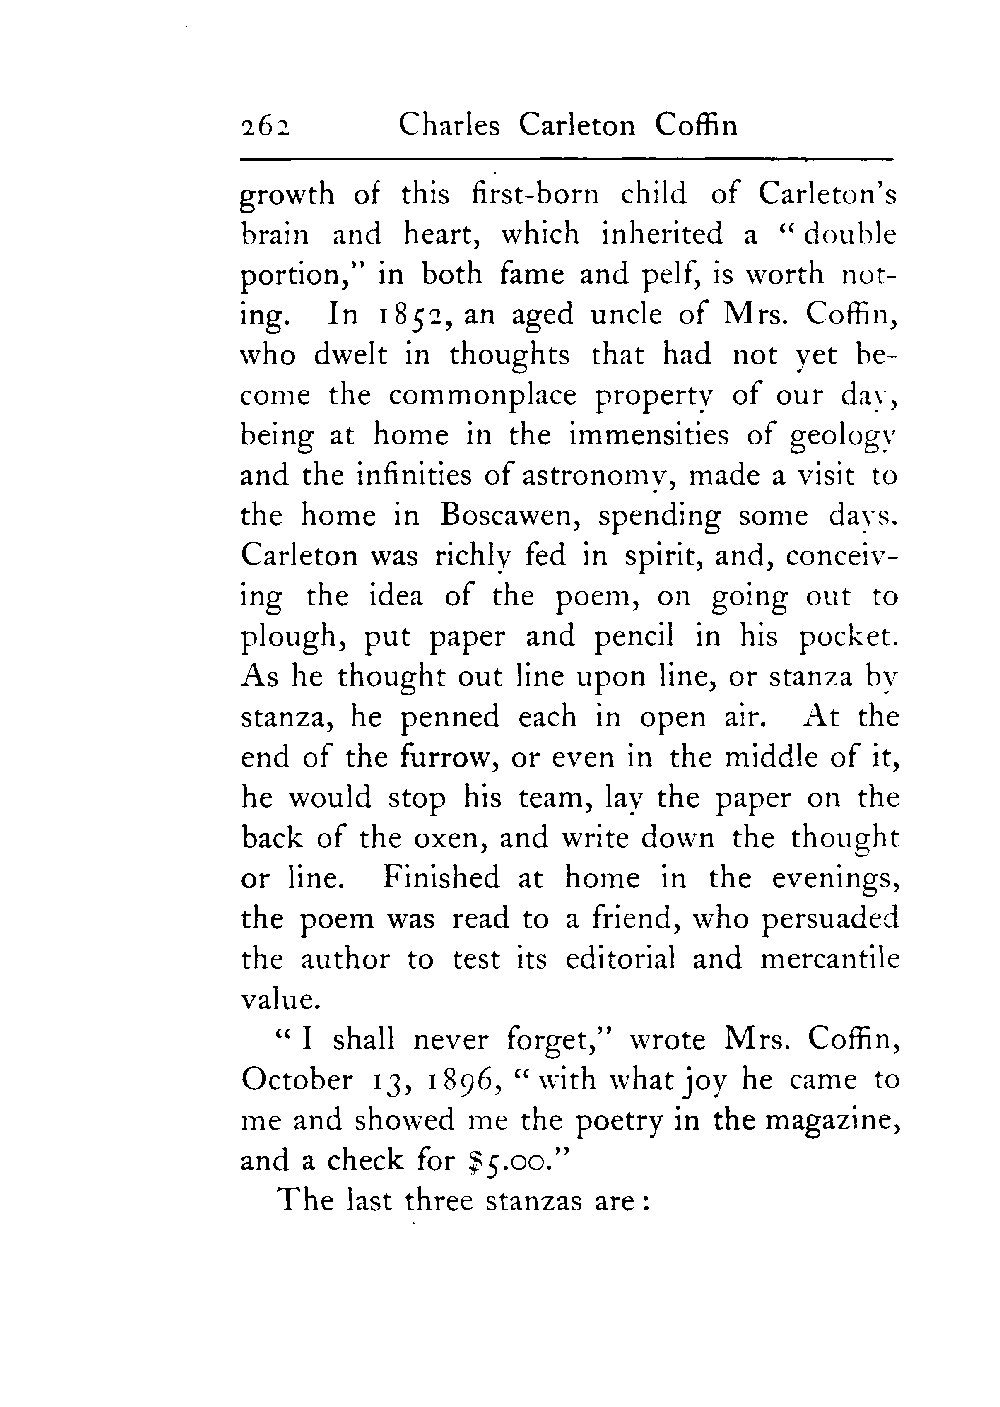 262 Charles Carleton Coffin
growth of this first-born child of Carleton's
brain and heart, which inherited a “ double
portion,” in both fame and pelf, is worth not-
ing. In 1852, an aged uncle of Mrs. Coffin,
who dwelt in thoughts that had not yet be-
come the commonplace property of our day,
being at home in the immensities of geology
and the infinities of astronomy, made a visit to
the home in Boscawen, spending some days.
Carleton was richly fed in spirit, and, conceiv-
ing the idea of the poem, on going out to
plough, put paper and pencil in his pocket.
As he thought out line upon line, or stanza by
stanza, he penned each in open air. At the
end of the furrow, or even in the middle of it,
he would stop his team, lay the paper on the
back of the oxen, and write down the thought
or line. Finished at home in the evenings,
the poem was read to a friend, who persuaded
the author to test its editorial and mercantile
value.
“ I shall never forget,” wrote Mrs. Coffin,
October 13, 1896, “ with what joy he came to
me and showed me the poetry in the magazine,
and a check for $5.00.”
The last three stanzas are :